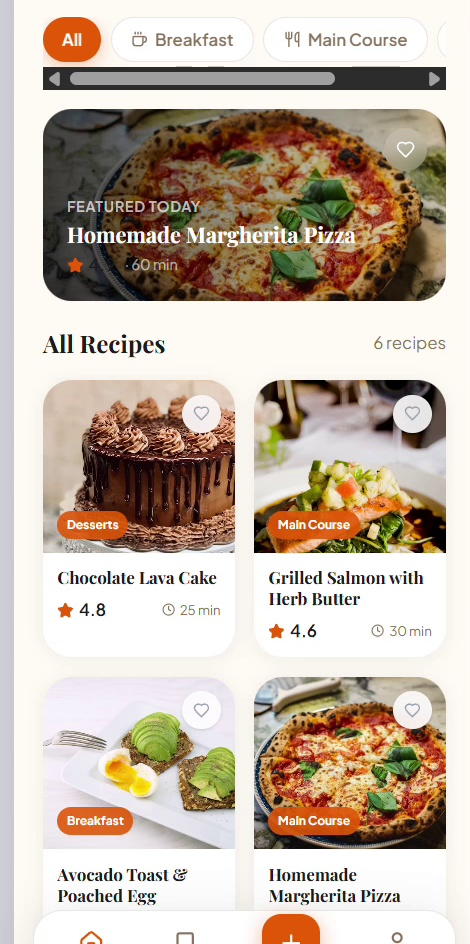 All
Breakfast
Main Course
FEATURED TODAY
Homemade Margherita Pizza
· 60 min
All Recipes
6 recipes
Desserts
Chocolate Lava Cake
4.8
25 min
Main Course
Grilled Salmon with
Herb Butter
4.6
30 min
Breakfast
Avocado Toast &
Poached Egg
Main Course
Homemade
Margherita Pizza